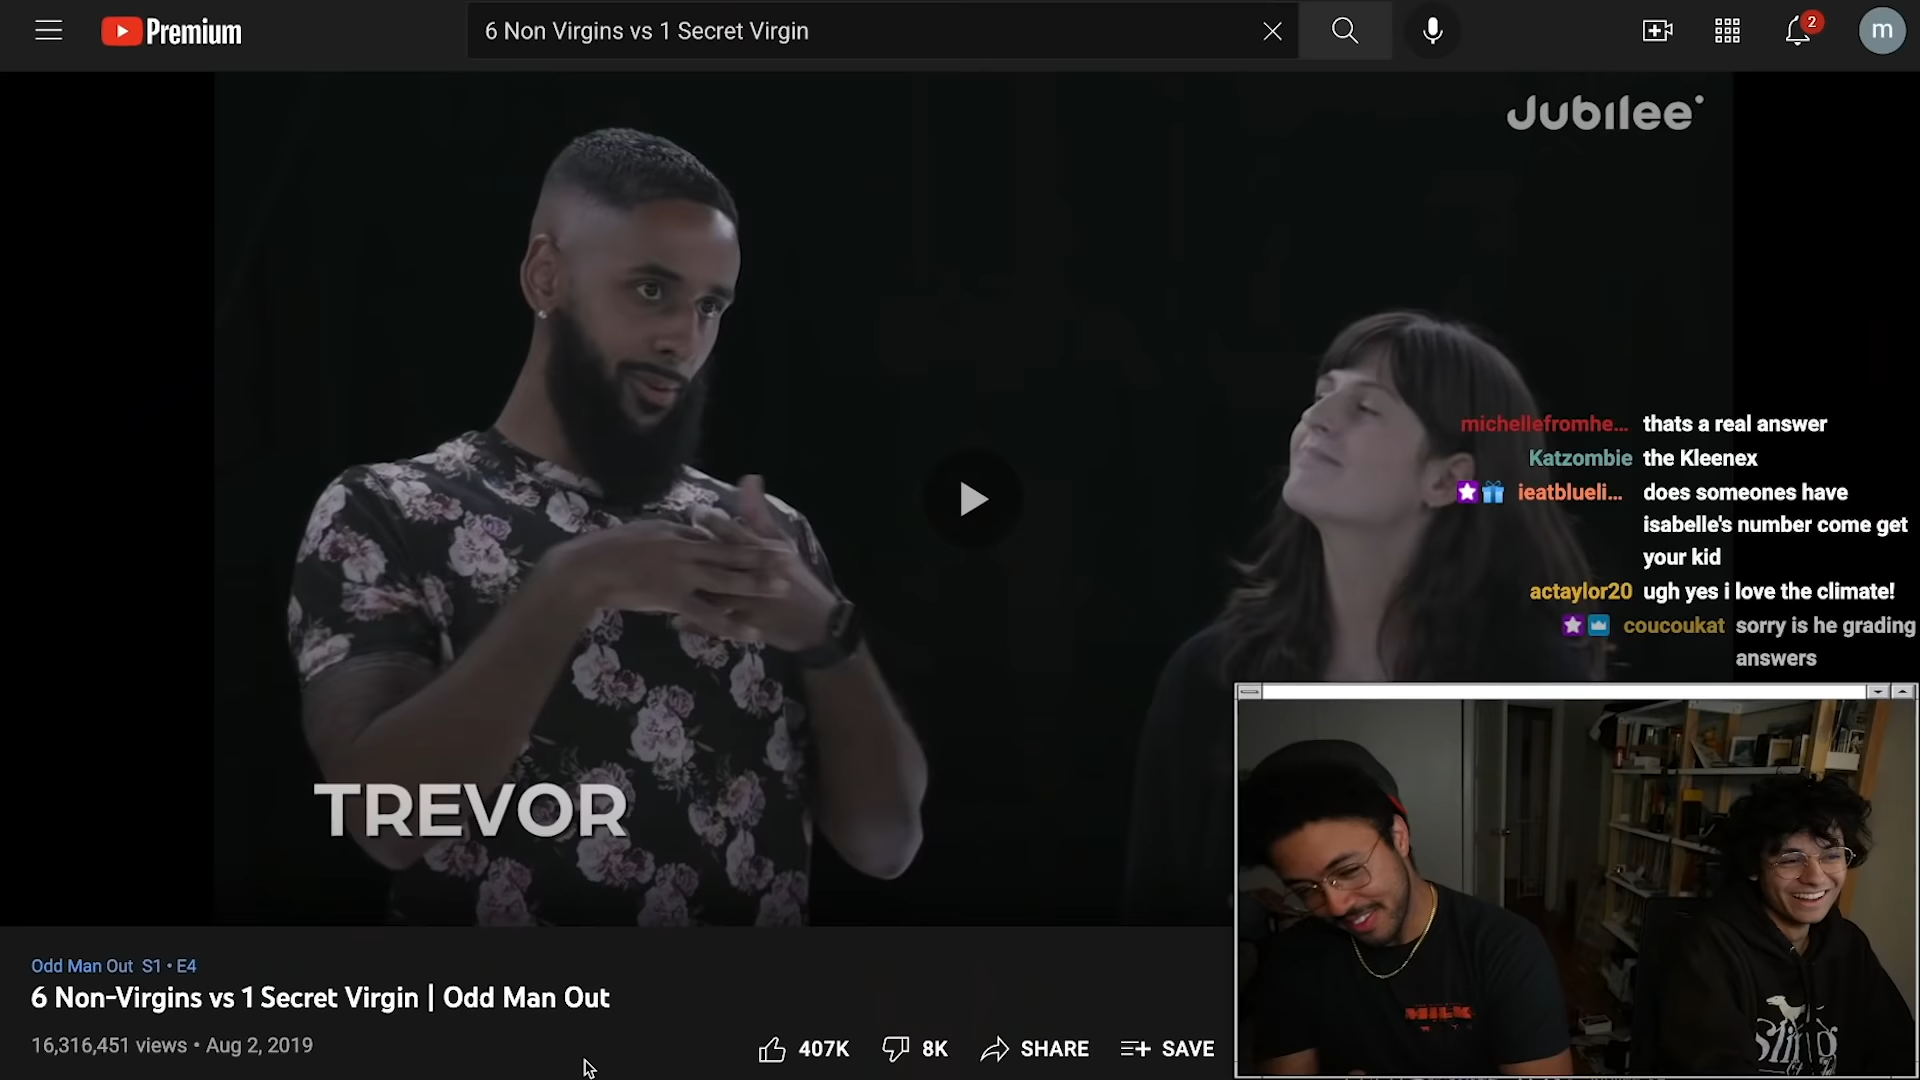 Premium
6 Non Virgins vs 1 Secret Virgin
2
m
Jubilee
michellefromhe... thats a real answer
Katzombie the Kleenex
ieatblueli... does someones have
isabelle's number come get
your kid
actaylor20 ugh yes i love the climate!
coucoukat sorry is he grading
answers
TREVOR
MILK
Odd Man Out S1 • E4
6 Non-Virgins vs 1 Secret Virgin | Odd Man Out
16,316,451 views • Aug 2, 2019
407K
8K
SHARE
SAVE